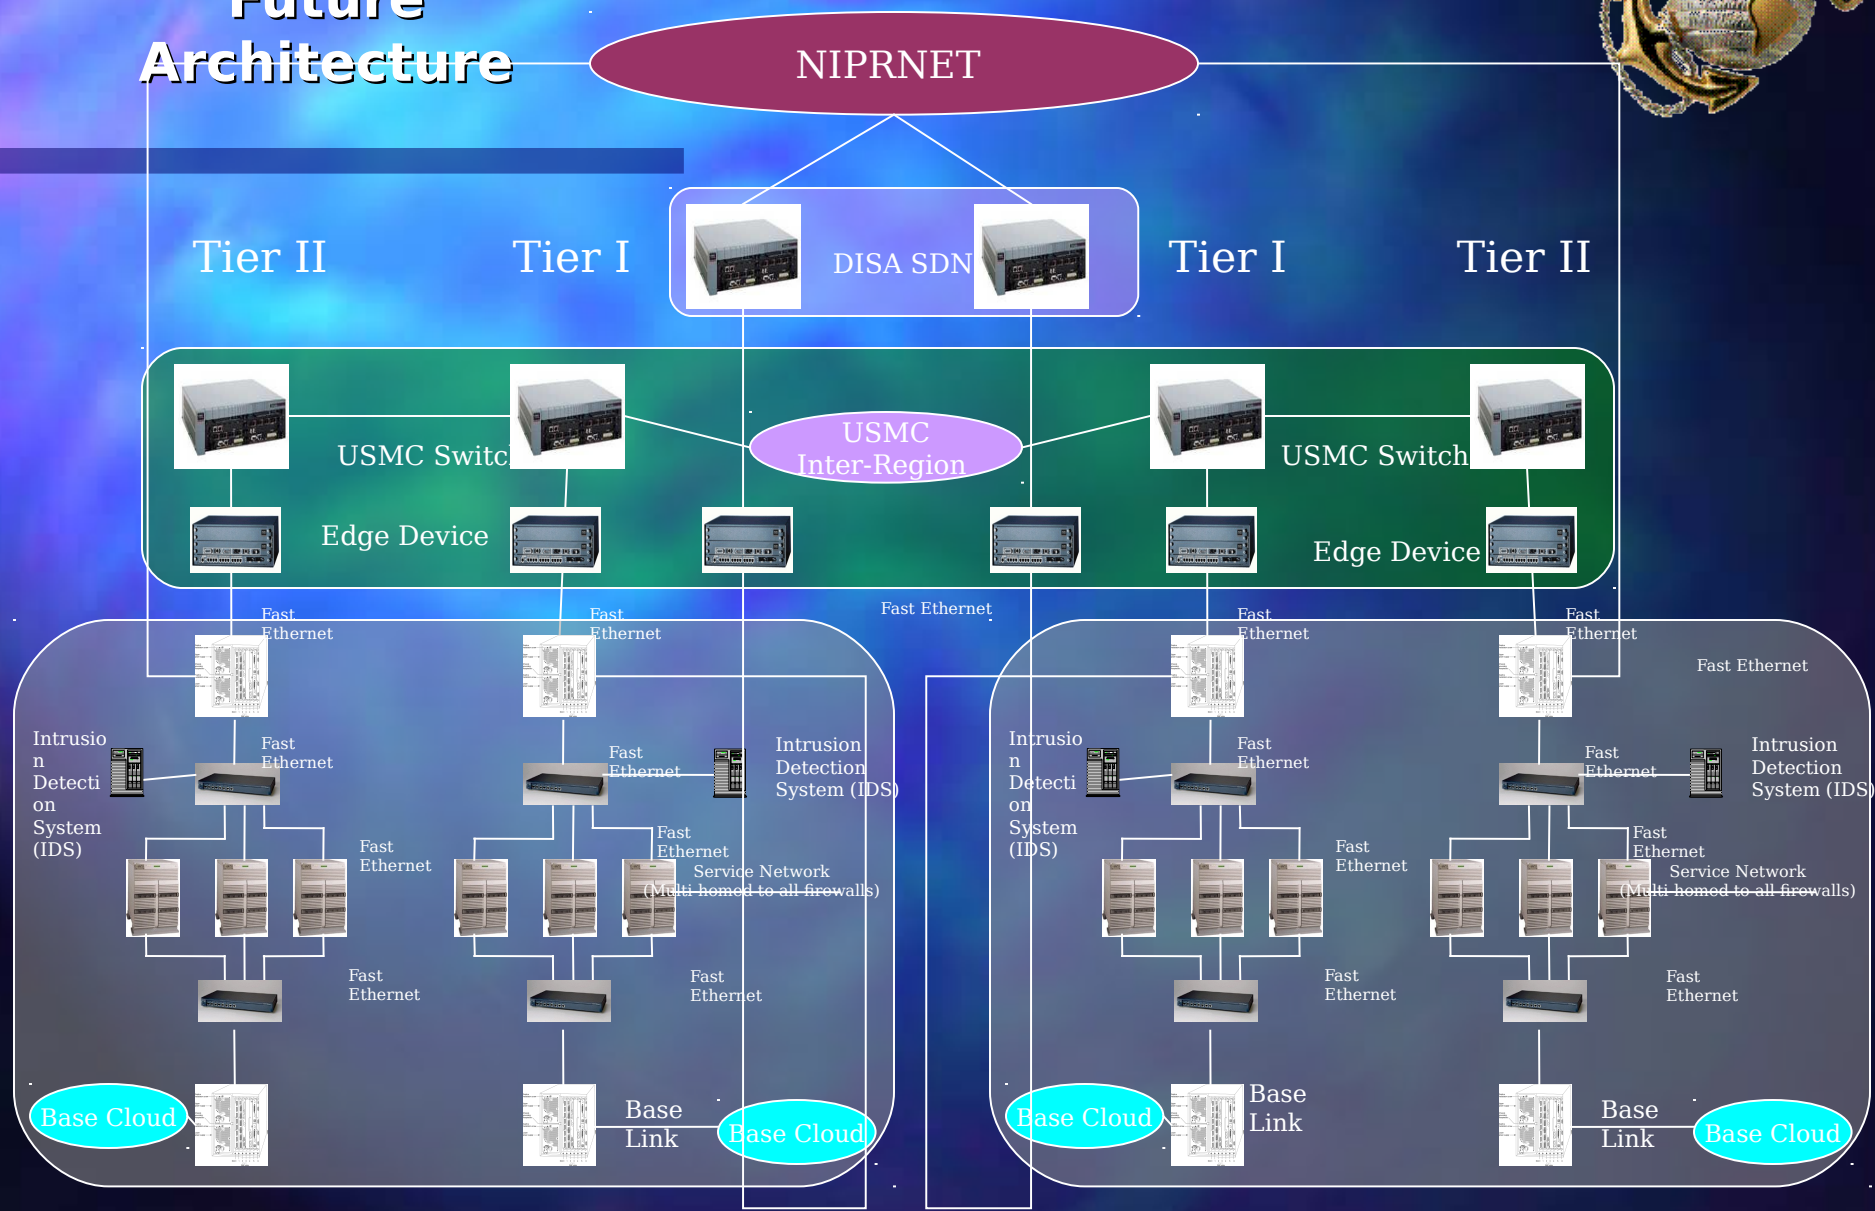 Future
Architecture
NIPRNET
Tier II
Tier I
DISA SDN
Tier I
Tier II
USMC Switch
USMC
Inter-Region
USMC Switch
Edge Device
Edge Device
Fast
Ethernet
Fast
Ethernet
Fast Ethernet
Fast
Ethernet
Fast
Ethernet
Fast Ethernet
Intrusio
n
Detecti
on
System
(IDS)
Fast
Ethernet
Fast
Ethernet
Intrusion
Detection
System (IDS)
Intrusio
n
Detecti
on
System
(IDS)
Fast
Ethernet
Fast
Ethernet
Intrusion
Detection
System (IDS)
Fast
Ethernet
Fast
Ethernet
Service Network
(Multi-homed to all firewalls)
Fast
Ethernet
Fast
Ethernet
Service Network
(Multi-homed to all firewalls)
Fast
Ethernet
Fast
Ethernet
Fast
Ethernet
Fast
Ethernet
Base Cloud
Base
Link
Base Cloud
Base Cloud
Base
Link
Base
Link
Base Cloud